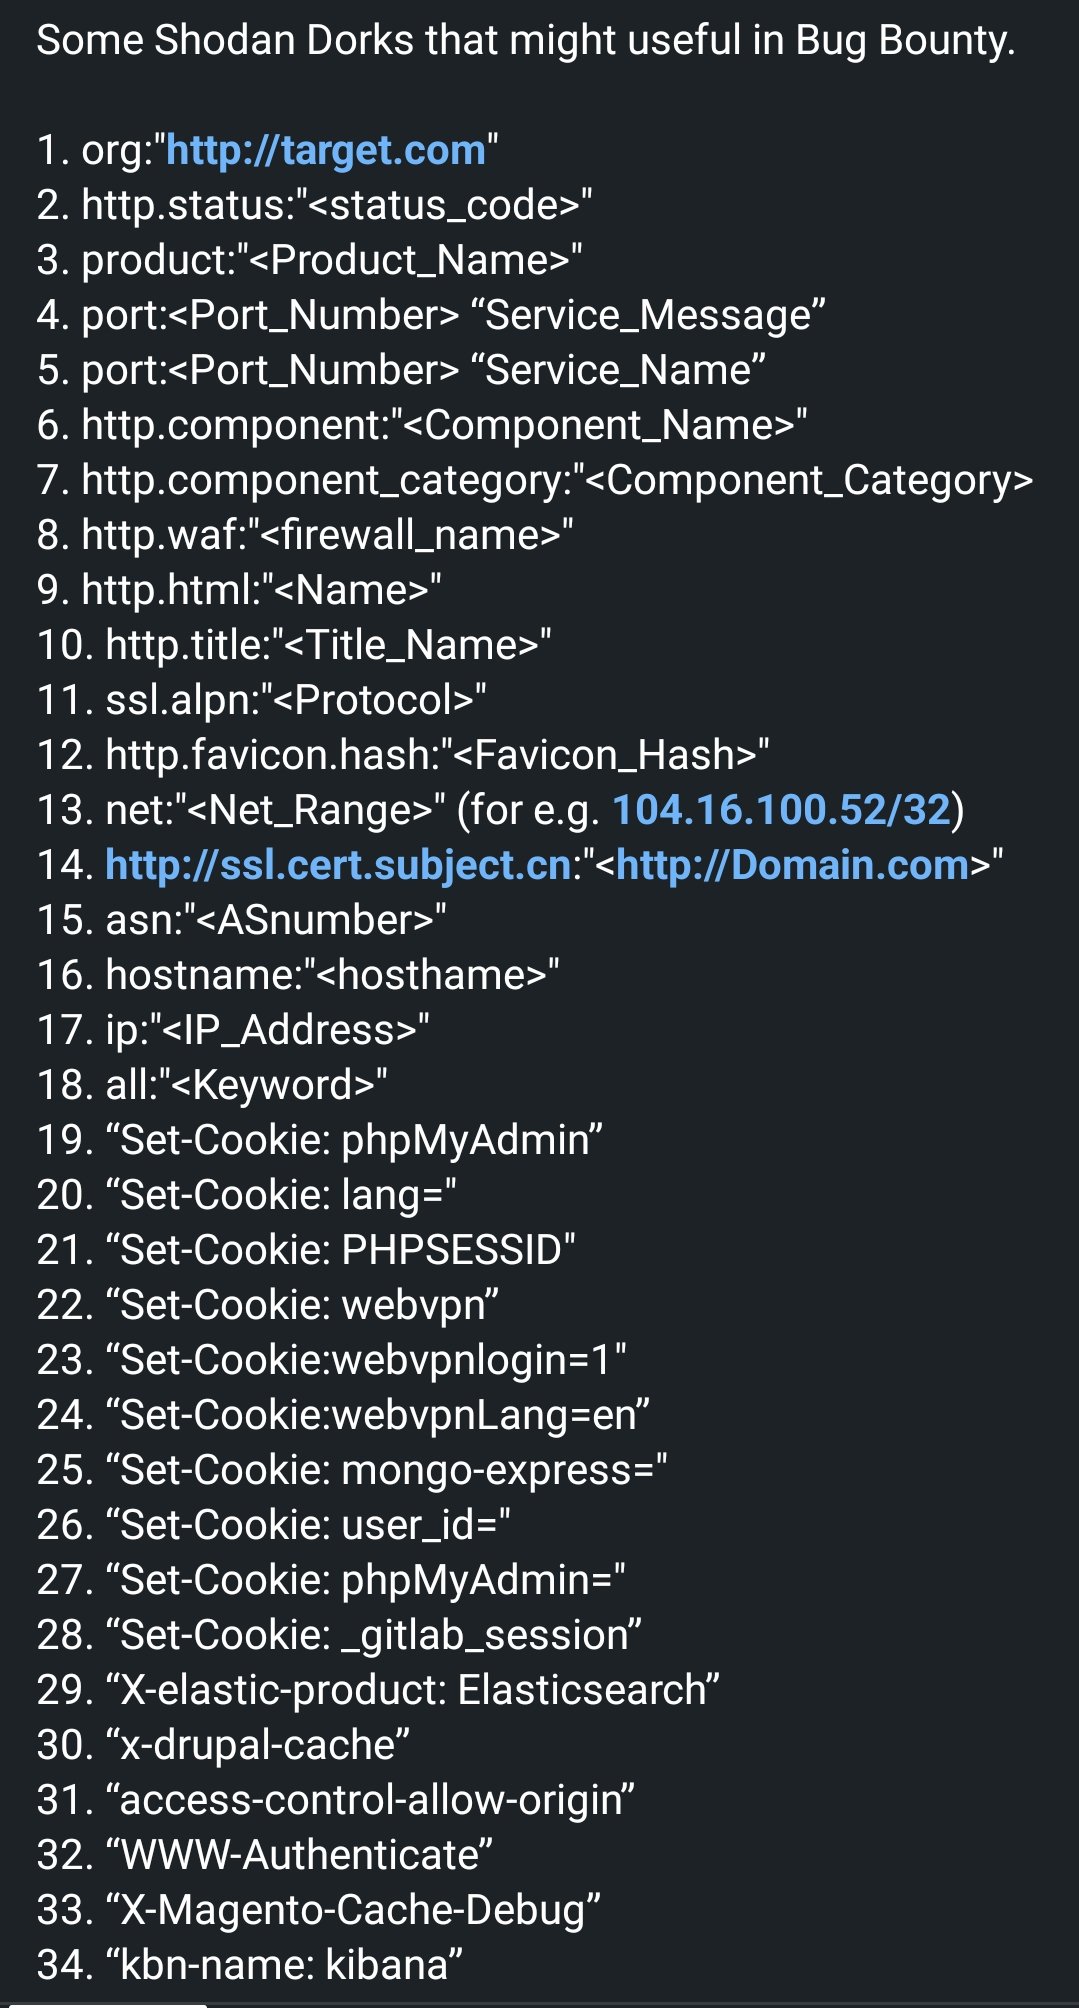 Some Shodan Dorks that might useful in Bug Bounty.
1. org:"http://target.com"
2. http.status:"<status_code>"
3. product:"<Product_Name>"
4. port:<Port_Number> “Service_Message”
5. port:<Port_Number> “Service_Name”
6. http.component:"<Component_Name>"
7. http.component_category:"<Component_Category>
8. http.waf:"<firewall_name>"
9. http.html:"<Name>"
10. http.title:"<Title_Name>"
11. ssl.alpn:"<Protocol>"
12. http.favicon.hash:"<Favicon_Hash>"
13. net:"<Net_Range>" (for e.g. 104.16.100.52/32)
14. http://ssl.cert.subject.cn:"<http://Domain.com>"
15. asn:"<ASnumber>"
16. hostname:"<hosthame>"
17. ip:"<IP_Address>"
18. all:"<Keyword>"
19. “Set-Cookie: phpMyAdmin”
20. “Set-Cookie: lang="
21. “Set-Cookie: PHPSESSID"
22. “Set-Cookie: webvpn”
23. “Set-Cookie:webvpnlogin=1"
24. “Set-Cookie:webvpnLang=en”
25. “Set-Cookie: mongo-express="
26. “Set-Cookie: user_id="
27. “Set-Cookie: phpMyAdmin="
28. “Set-Cookie: _gitlab_session”
29. “X-elastic-product: Elasticsearch”
30. “x-drupal-cache”
31. “access-control-allow-origin”
32. “WWW-Authenticate”
33. “X-Magento-Cache-Debug”
34. “kbn-name: kibana”